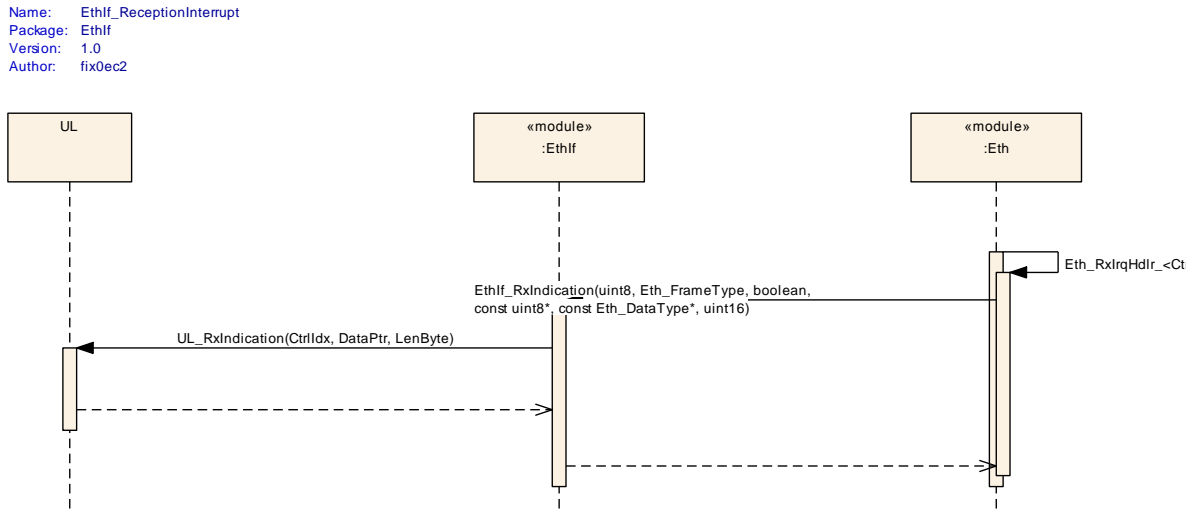 Name: EthIf_ReceptionInterrupt
Package: EthIf
Version: 1.0
Author: fix0ec2
UL
«module»
:EthIf
«module»
:Eth
Eth_RxIrqHdlr_<Ct
EthIf_RxIndication(uint8, Eth_FrameType, boolean,
const uint8*, const Eth_DataType*, uint16)
UL_RxIndication(CtrlIdx, DataPtr, LenByte)